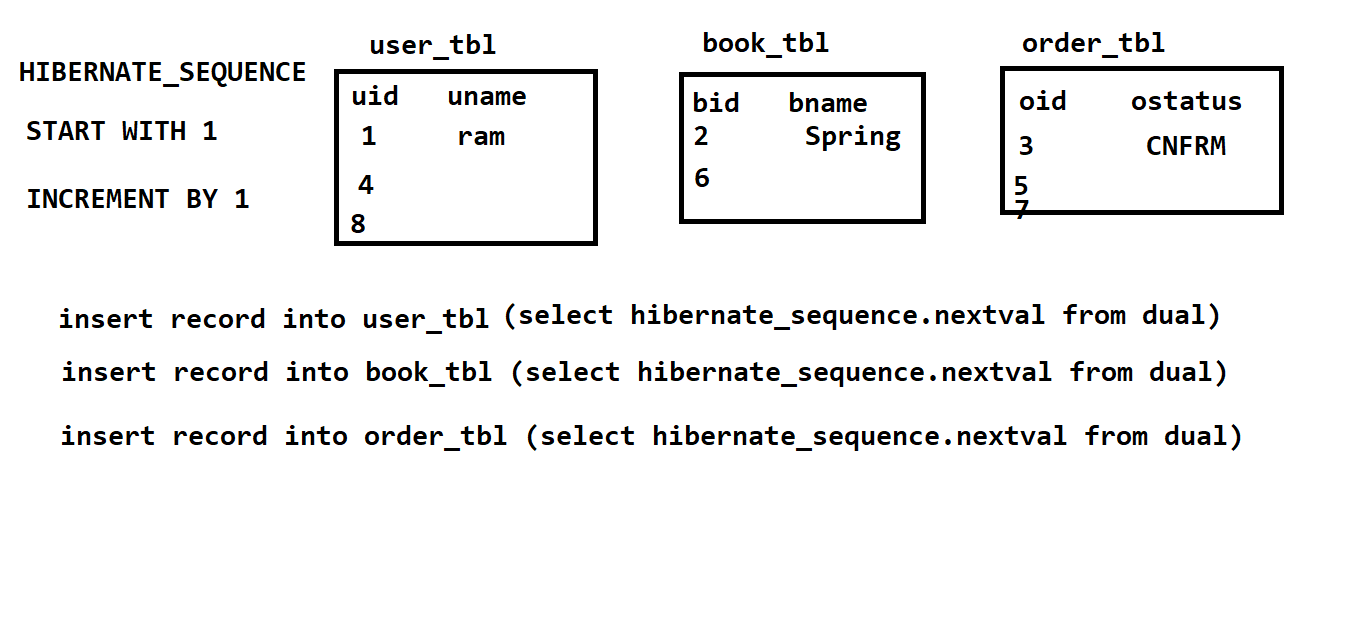 HIBERNATE_SEQUENCE
START WITH 1
INCREMENT BY 1
user_tbl
uid uname
1 ram
4
8
book_tbl
bid bname
2 Spring
6
order_tbl
oid ostatus
3 CNFRM
5
7
insert record into user_tbl (select hibernate_sequence.nextval from dual)
insert record into book_tbl (select hibernate_sequence.nextval from dual)
insert record into order_tbl (select hibernate_sequence.nextval from dual)